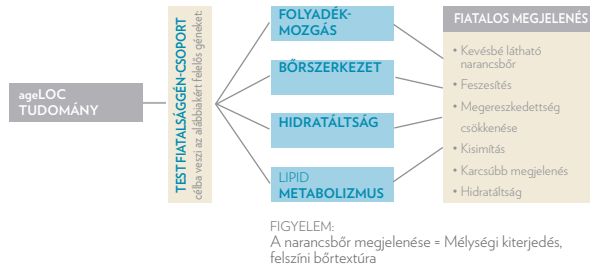 ageLOC
TUDOMÁNY
TEST FIATALSÁGGÉN-CSOPORT
célba veszi az alábbiakért felelős géneket:
FOLYADÉK-
MOZGÁS
BŐRSZERKEZET
HIDRATÁLTSÁG
LIPID
METABOLIZMUS
FIATALOS MEGJELENÉS
• Kevésbé látható
narancsbőr
• Feszesítés
• Megereszkedettség
csökkenése
• Kisimítás
• Karcsúbb megjelenés
• Hidratáltság
FIGYELEM:
A narancsbőr megjelenése = Mélységi kiterjedés,
felszíni bőrtextúra